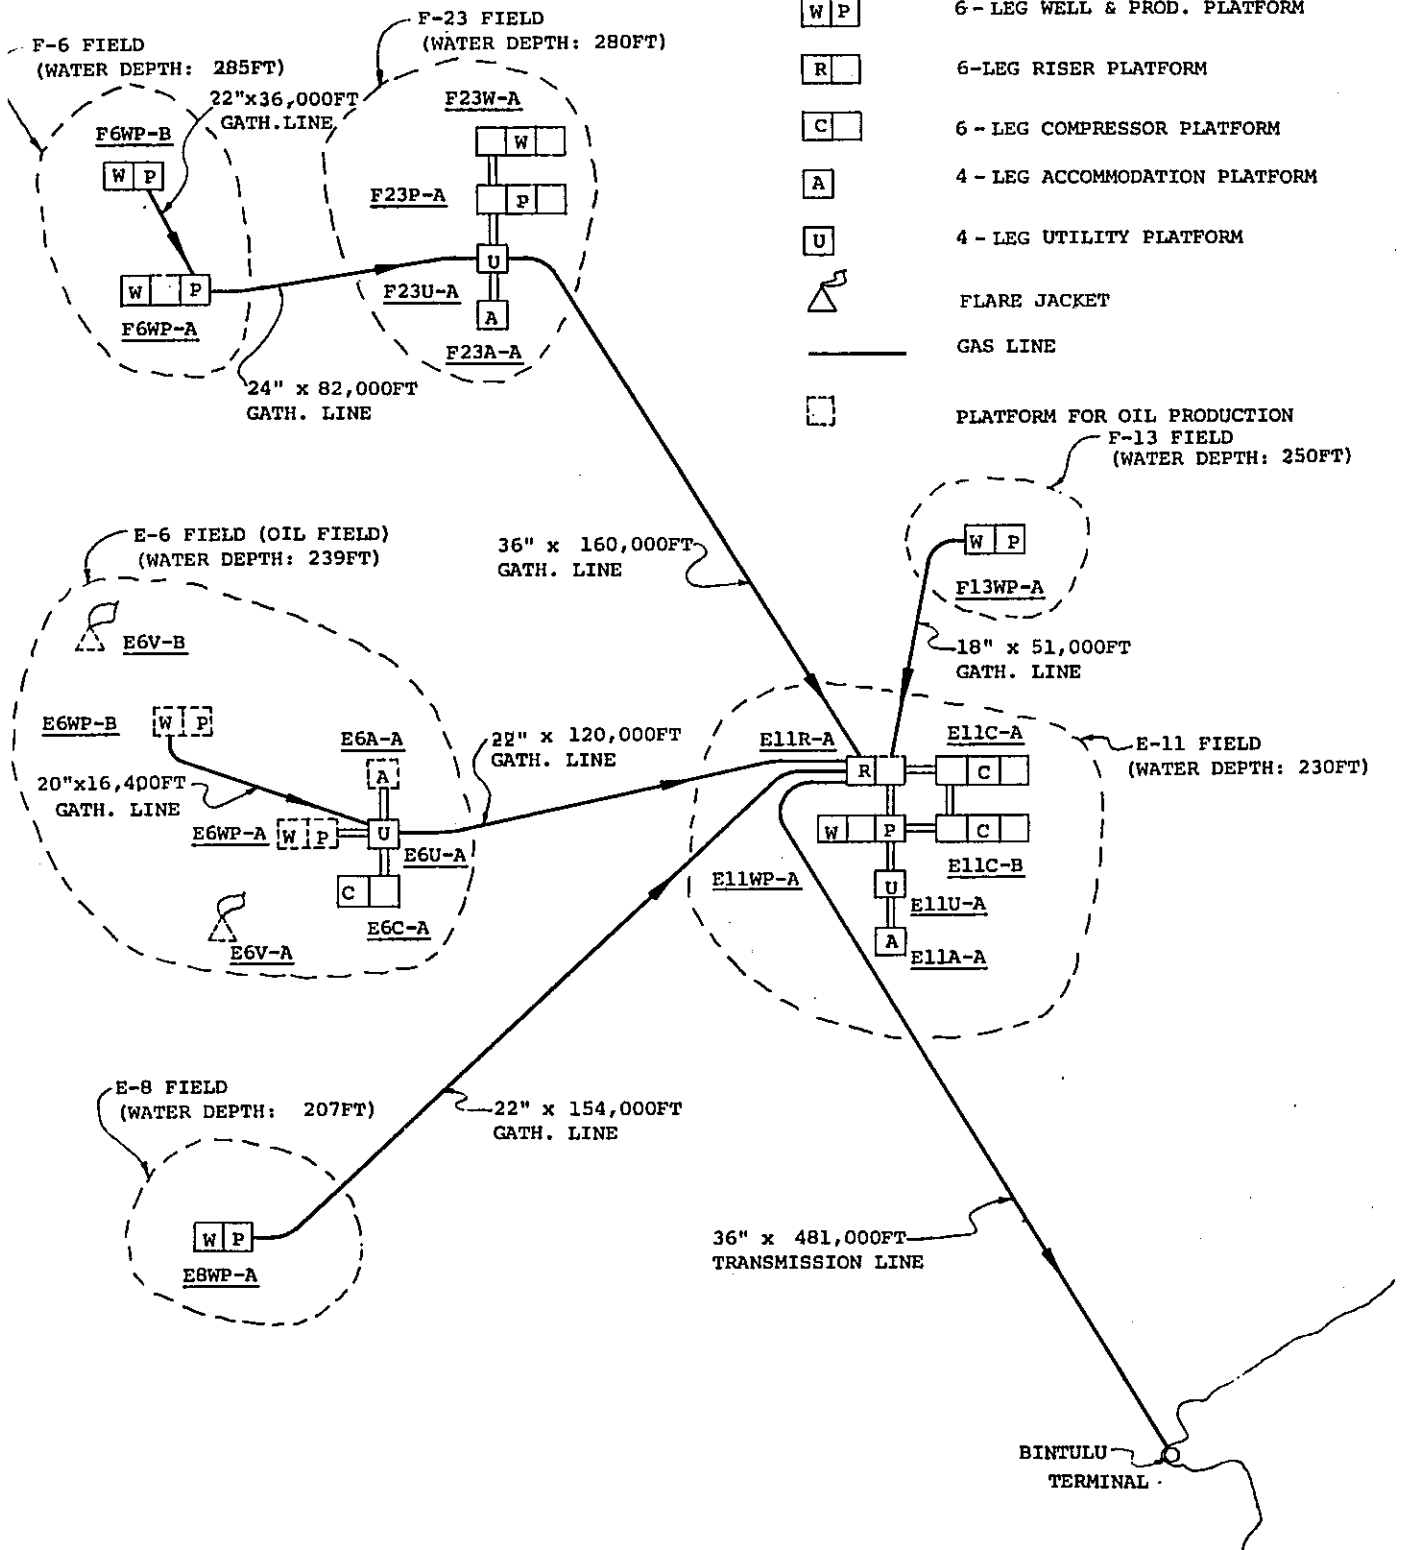 W P
6-LEG WELL & PROD. PLATFORM
R
6-LEG RISER PLATFORM
C
6-LEG COMPRESSOR PLATFORM
A
4-LEG ACCOMMODATION PLATFORM
U
4-LEG UTILITY PLATFORM
FLARE JACKET
GAS LINE
PLATFORM FOR OIL PRODUCTION
F-6 FIELD
(WATER DEPTH: 285FT)
22"x36,000FT
GATH.LINE
F6WP-B
W P
W P
F6WP-A
24" x 82,000FT
GATH. LINE
F-23 FIELD
(WATER DEPTH: 280FT)
F23W-A
W
F23P-A
P
U
F23U-A
A
F23A-A
F-13 FIELD
(WATER DEPTH: 250FT)
W P
F13WP-A
18" x 51,000FT
GATH. LINE
36" x 160,000FT
GATH. LINE
E-6 FIELD (OIL FIELD)
(WATER DEPTH: 239FT)
E6V-B
E6WP-B
W P
20"x16,400FT
GATH. LINE
E6A-A
A
E6WP-A
W P
U
E6U-A
C
E6C-A
E6V-A
22" x 120,000FT
GATH. LINE
E-11 FIELD
(WATER DEPTH: 230FT)
E11R-A
R
E11C-A
C
W P
C
E11C-B
E11WP-A
U
E11U-A
A
E11A-A
E-8 FIELD
(WATER DEPTH: 207FT)
W P
E8WP-A
22" x 154,000FT
GATH. LINE
36" x 481,000FT
TRANSMISSION LINE
BINTULU
TERMINAL